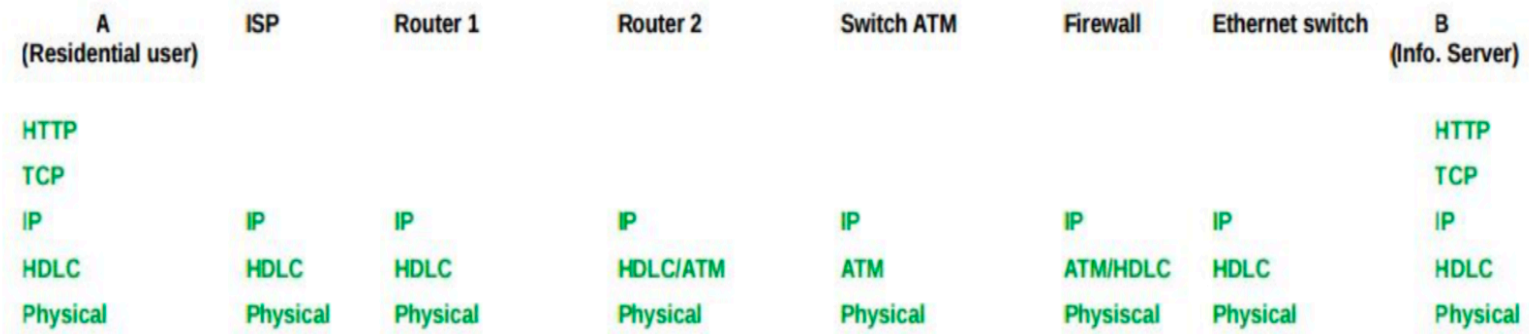 A ISP Router 1 Router 2 Switch ATM Firewall Ethernet switch B
(Residential user) (Info. Server)
HTTP HTTP
TCP TCP
IP IP IP IP IP IP IP IP
HDLC HDLC HDLC HDLC/ATM ATM ATM/HDLC HDLC HDLC
Physical Physical Physical Physical Physical Physiscal Physical Physical